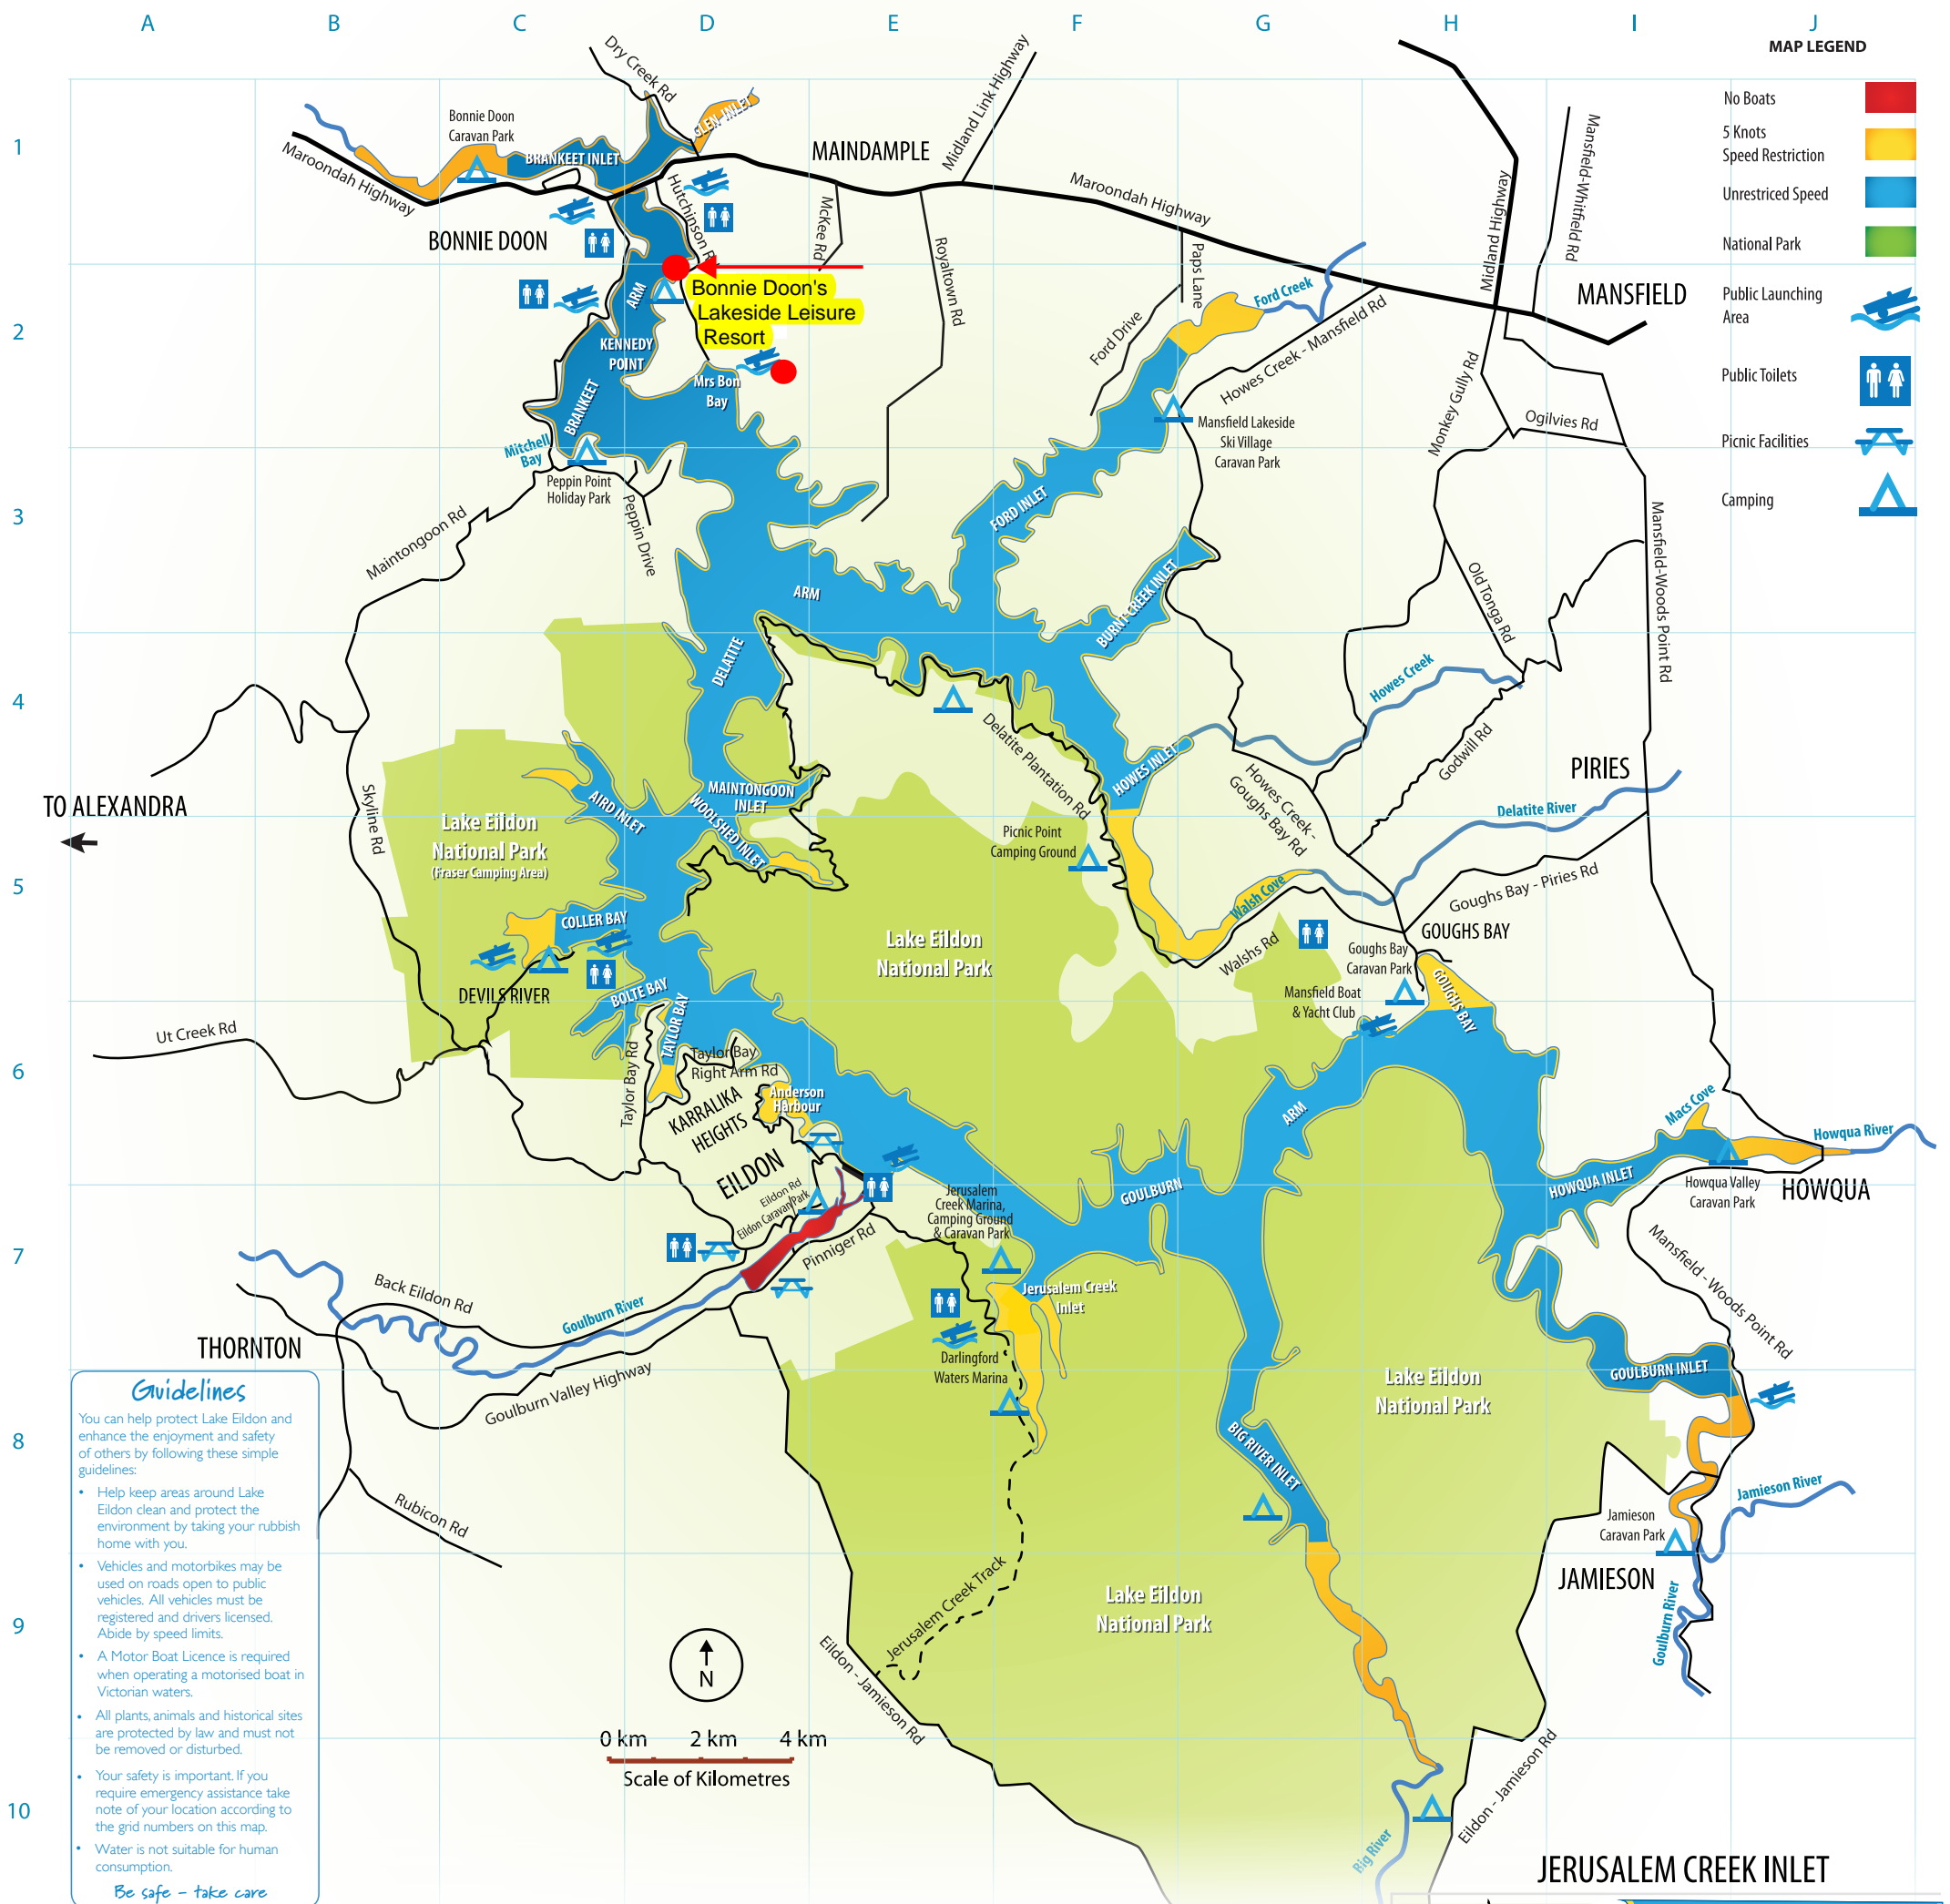 A B C D E F G H I J
MAP LEGEND
No Boats
5 Knots
Speed Restriction
Unrestriced Speed
National Park
Public Launching
Area
Public Toilets
Picnic Facilities
Camping
1
2
3
4
5
6
7
8
9
10
Dry Creek Rd
GLEN INLET
Bonnie Doon
Caravan Park
BRANKEET INLET
MAINDAMPLE
Midland Link Highway
Maroondah Highway
Maroondah Highway
Hutchinson Rd
McKee Rd
Royaltown Rd
BONNIE DOON
Paps Lane
Ford Creek
Midland Highway
Mansfield-Whitfield Rd
MANSFIELD
ARM
Bonnie Doon's
Lakeside Leisure
Resort
KENNEDY
POINT
Mrs Bon
Bay
BRANKEET
Ford Drive
Howes Creek - Mansfield Rd
Mansfield Lakeside
Ski Village
Caravan Park
Monkey Gully Rd
Ogilvies Rd
Mitchell
Bay
Peppin Point
Holiday Park
Peppin Drive
Maintongoon Rd
FORD INLET
BURNT CREEK INLET
Old Tonga Rd
Mansfield-Woods Point Rd
ARM
DELATITE
Howes Creek
Delatite Plantation Rd
HOWES INLET
Howes Creek -
Goughs Bay Rd
Godwill Rd
PIRIES
Delatite River
TO ALEXANDRA
Skyline Rd
MAINTONGOON
INLET
AIRD INLET
WOOLSHED INLET
Lake Eildon
National Park
(Fraser Camping Area)
Picnic Point
Camping Ground
Walsh Cove
Goughs Bay - Piries Rd
COLLER BAY
Lake Eildon
National Park
Walshs Rd
GOUGHS BAY
Goughs Bay
Caravan Park
GOUGHS BAY
Mansfield Boat
& Yacht Club
DEVILS RIVER
BOLTE BAY
TAYLOR BAY
Ut Creek Rd
Taylor Bay Rd
Taylor Bay
Right Arm Rd
Anderson
Harbour
KARRALIKA
HEIGHTS
ARM
Macs Cove
Howqua River
EILDON
Eildon Rd
Eildon Caravan Park
Jerusalem
Creek Marina,
Camping Ground
& Caravan Park
GOULBURN
HOWQUA INLET
Howqua Valley
Caravan Park
HOWQUA
Pinniger Rd
Back Eildon Rd
Goulburn River
Jerusalem Creek
Inlet
Mansfield - Woods Point Rd
THORNTON
Goulburn Valley Highway
Darlingford
Waters Marina
Lake Eildon
National Park
GOULBURN INLET
BIG RIVER INLET
Rubicon Rd
Jamieson River
Jamieson
Caravan Park
JAMIESON
Goulburn River
Lake Eildon
National Park
Jerusalem Creek Track
Eildon - Jamieson Rd
Eildon - Jamieson Rd
Big River
Guidelines
You can help protect Lake Eildon and
enhance the enjoyment and safety
of others by following these simple
guidelines:
• Help keep areas around Lake
Eildon clean and protect the
environment by taking your rubbish
home with you.
• Vehicles and motorbikes may be
used on roads open to public
vehicles. All vehicles must be
registered and drivers licensed.
Abide by speed limits.
• A Motor Boat Licence is required
when operating a motorised boat in
Victorian waters.
• All plants, animals and historical sites
are protected by law and must not
be removed or disturbed.
• Your safety is important. If you
require emergency assistance take
note of your location according to
the grid numbers on this map.
• Water is not suitable for human
consumption.
Be safe - take care
N
0 km 2 km 4 km
Scale of Kilometres
JERUSALEM CREEK INLET